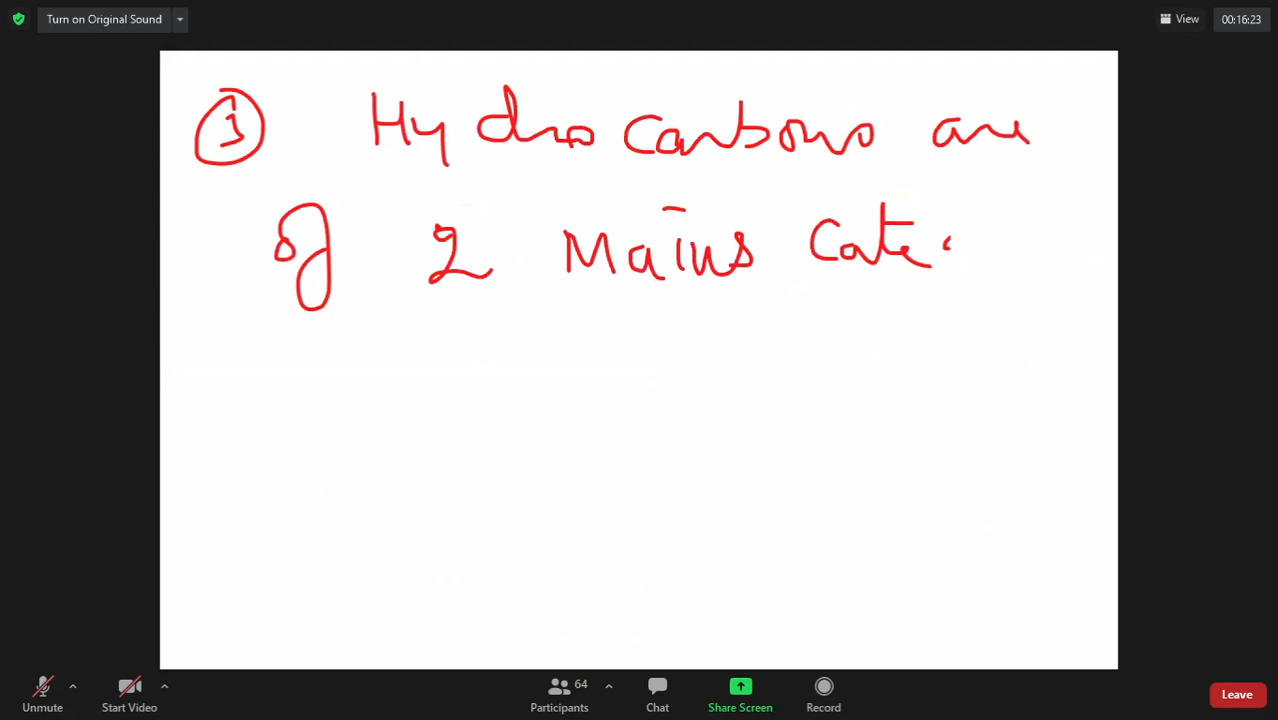 Turn on Original Sound
View
00:16:23
① Hydrocarbons are
of 2 Mains Cate
Unmute
Start Video
64
Participants
Chat
Share Screen
Record
Leave